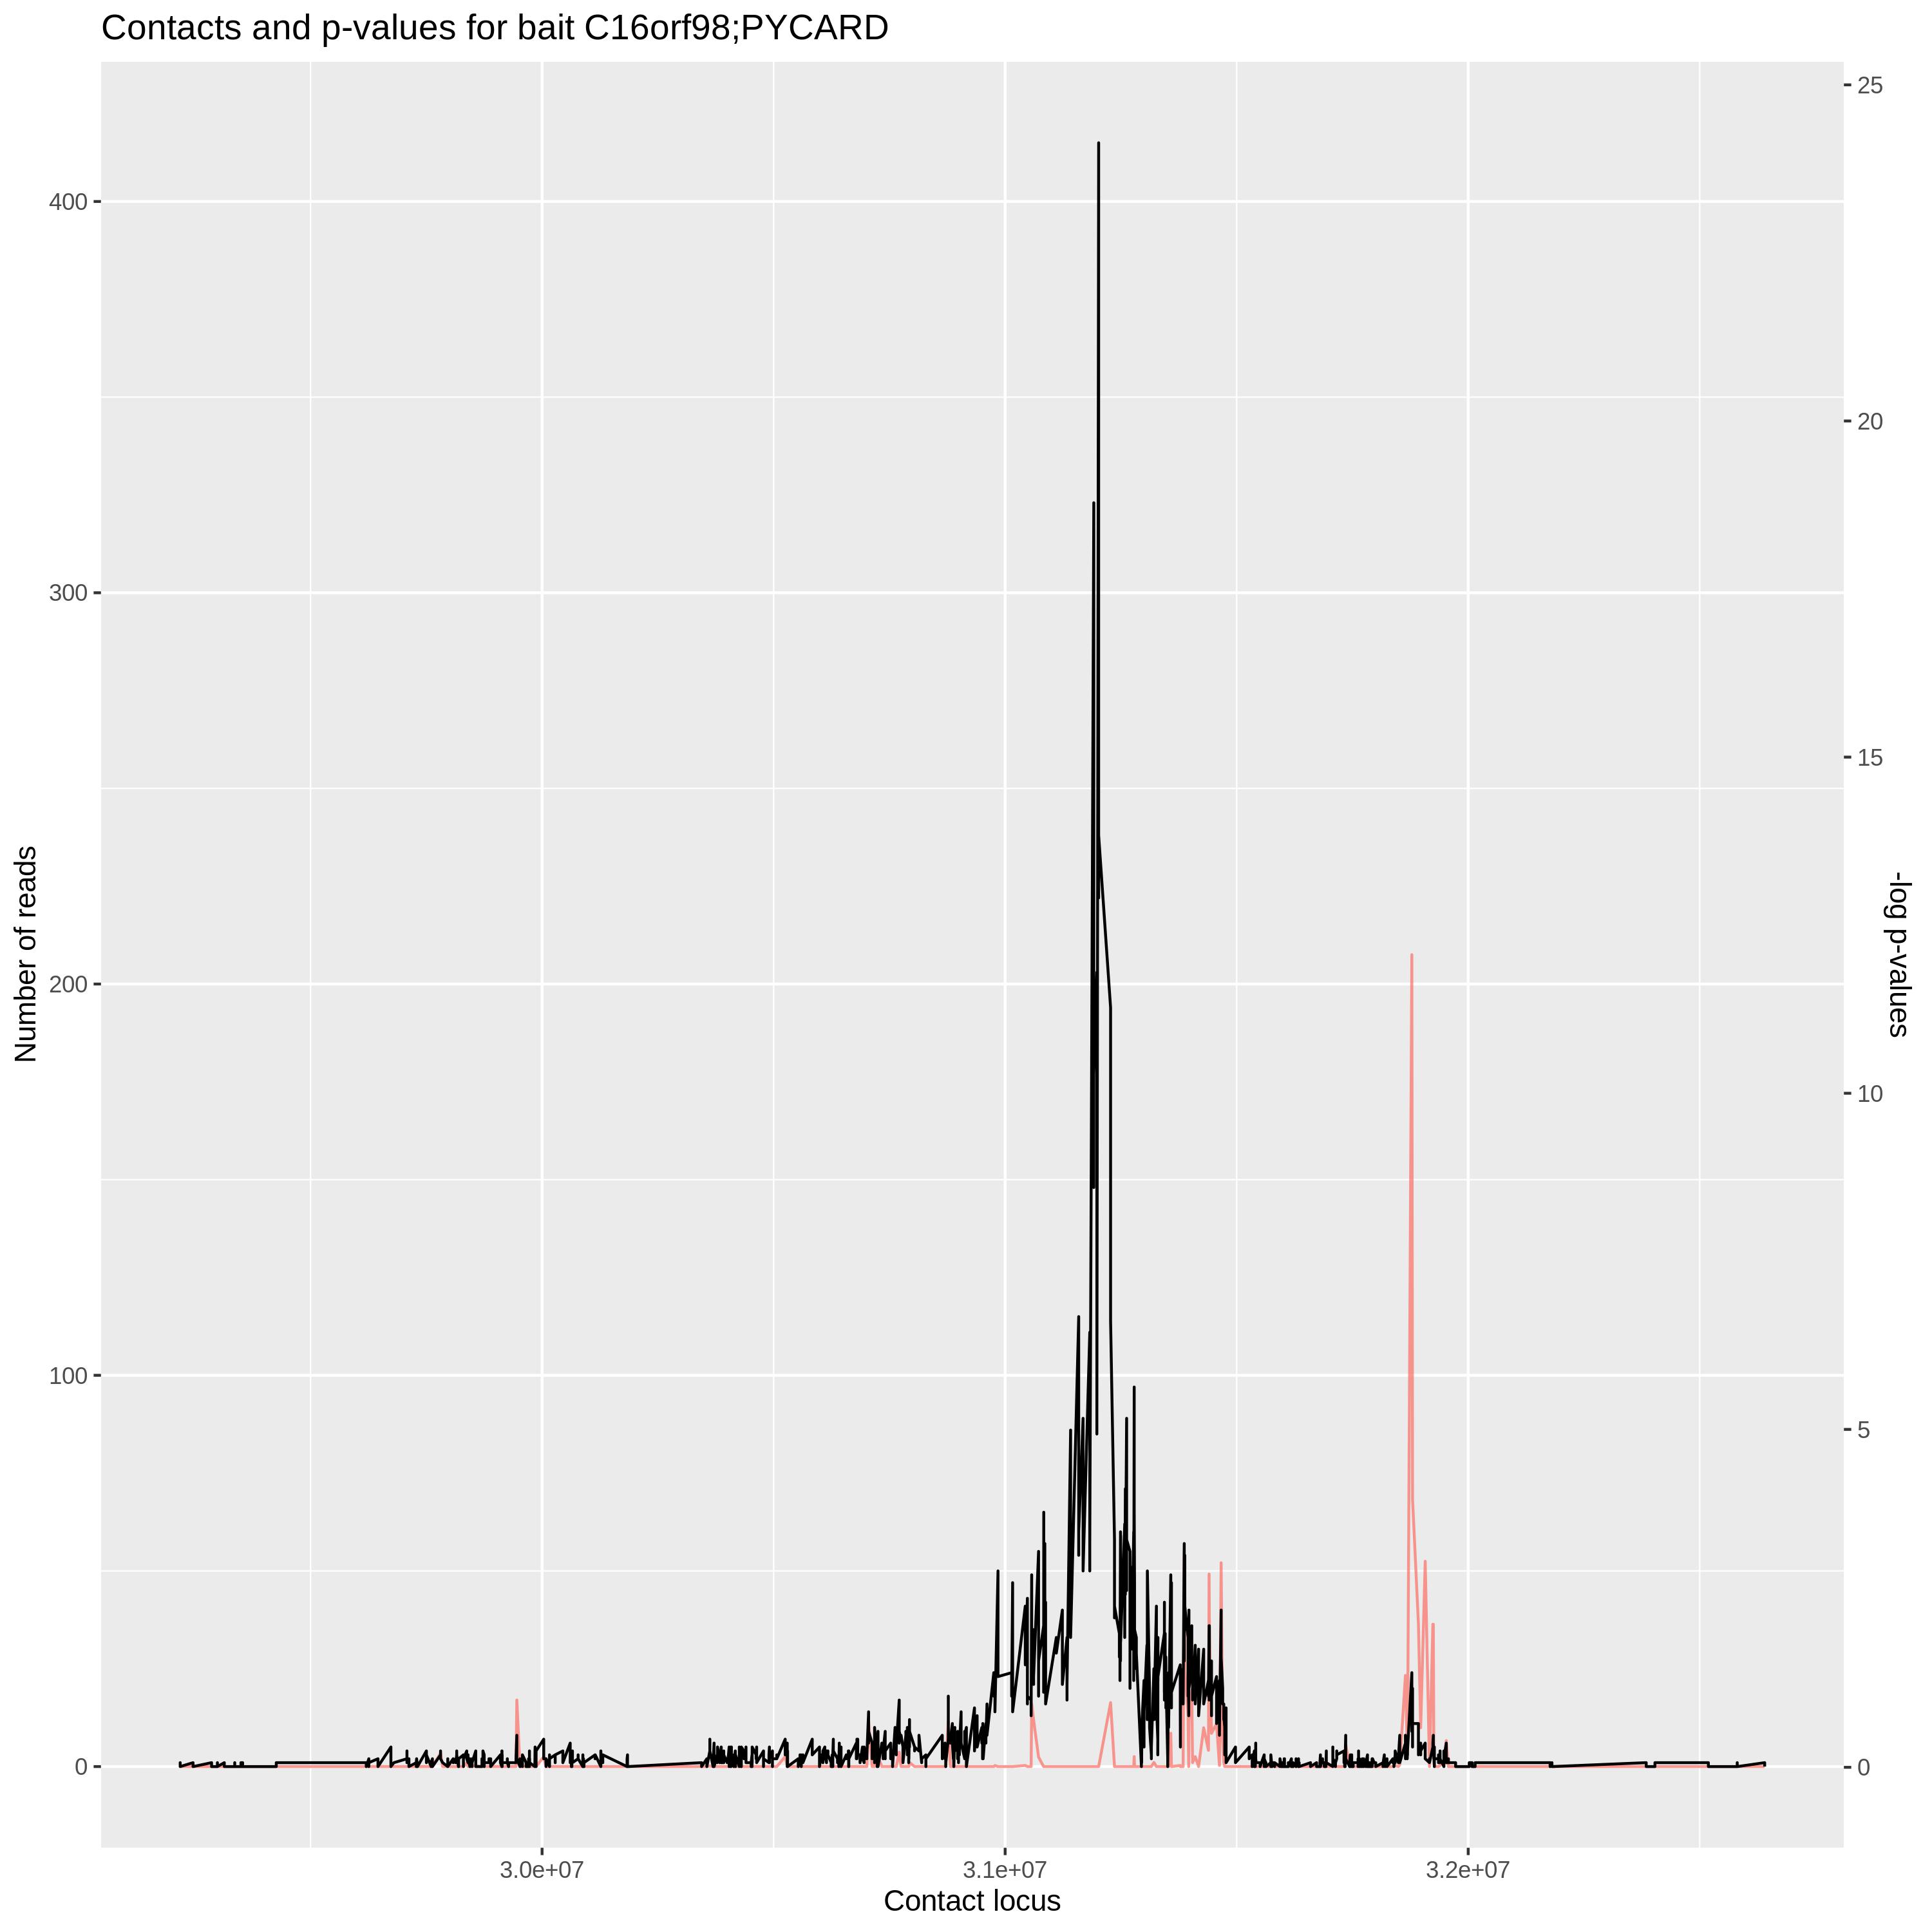 Contacts and p-values for bait C16orf98;PYCARD
25
400
20
300
15
Number of reads
-log p-values
200
10
100
5
0
0
3.0e+07
3.1e+07
3.2e+07
Contact locus